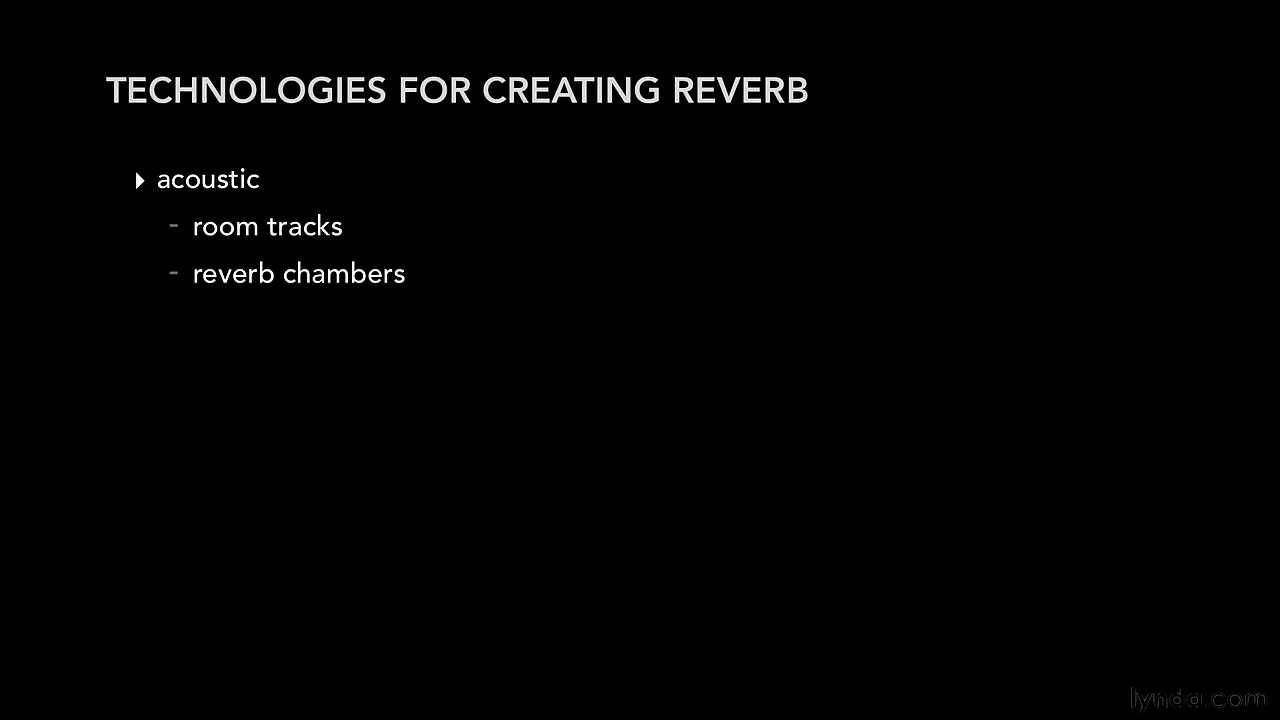 TECHNOLOGIES FOR CREATING REVERB
acoustic
- room tracks
- reverb chambers
lynda.com